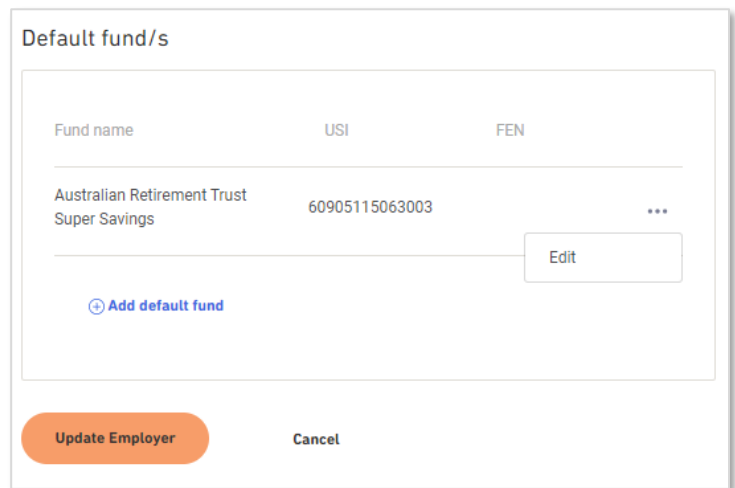 Default fund/s
Fund name USI FEN
Australian Retirement Trust
Super Savings
60905115063003
Edit
Add default fund
Update Employer Cancel